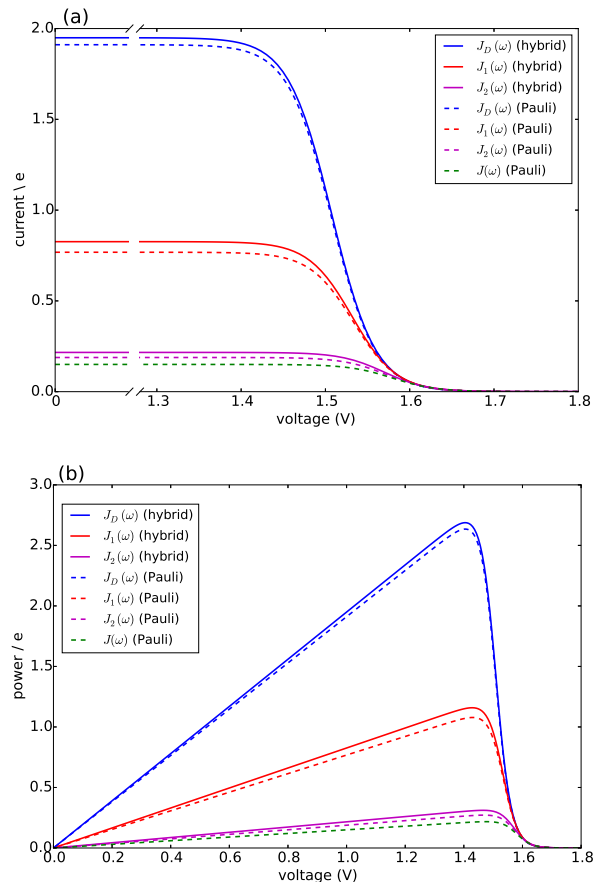 (a)
2.0
1.5
1.0
0.5
0.0
current \ e
J_D(ω) (hybrid)
J_1(ω) (hybrid)
J_2(ω) (hybrid)
J_D(ω) (Pauli)
J_1(ω) (Pauli)
J_2(ω) (Pauli)
J(ω) (Pauli)
0 1.3 1.4 1.5 1.6 1.7 1.8
voltage (V)
(b)
3.0
2.5
2.0
1.5
1.0
0.5
0.0
power / e
J_D(ω) (hybrid)
J_1(ω) (hybrid)
J_2(ω) (hybrid)
J_D(ω) (Pauli)
J_1(ω) (Pauli)
J_2(ω) (Pauli)
J(ω) (Pauli)
0.0 0.2 0.4 0.6 0.8 1.0 1.2 1.4 1.6 1.8
voltage (V)